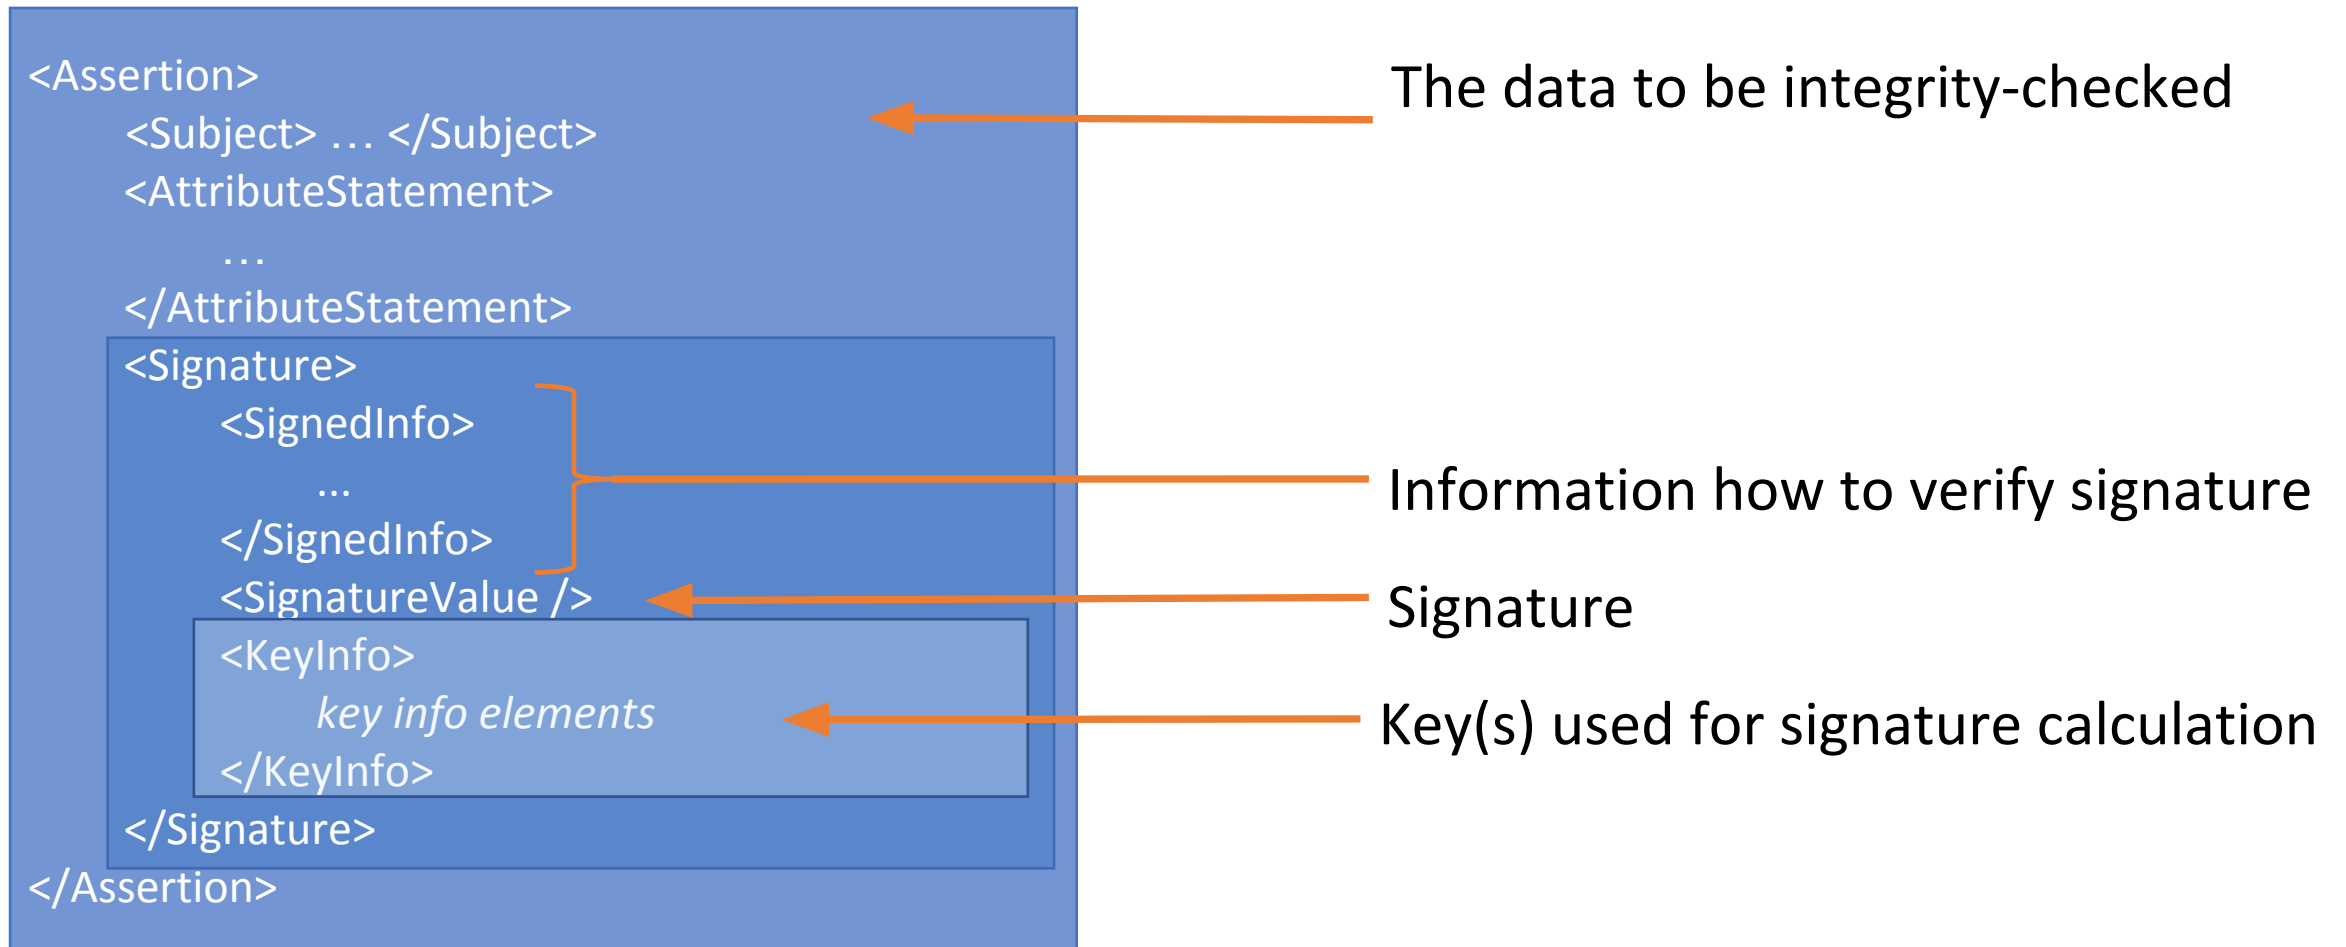 <Assertion>
<Subject> … </Subject>
<AttributeStatement>
…
</AttributeStatement>
<Signature>
<SignedInfo>
...
</SignedInfo>
<SignatureValue />
<KeyInfo>
key info elements
</KeyInfo>
</Signature>
</Assertion>
The data to be integrity-checked
Information how to verify signature
Signature
Key(s) used for signature calculation